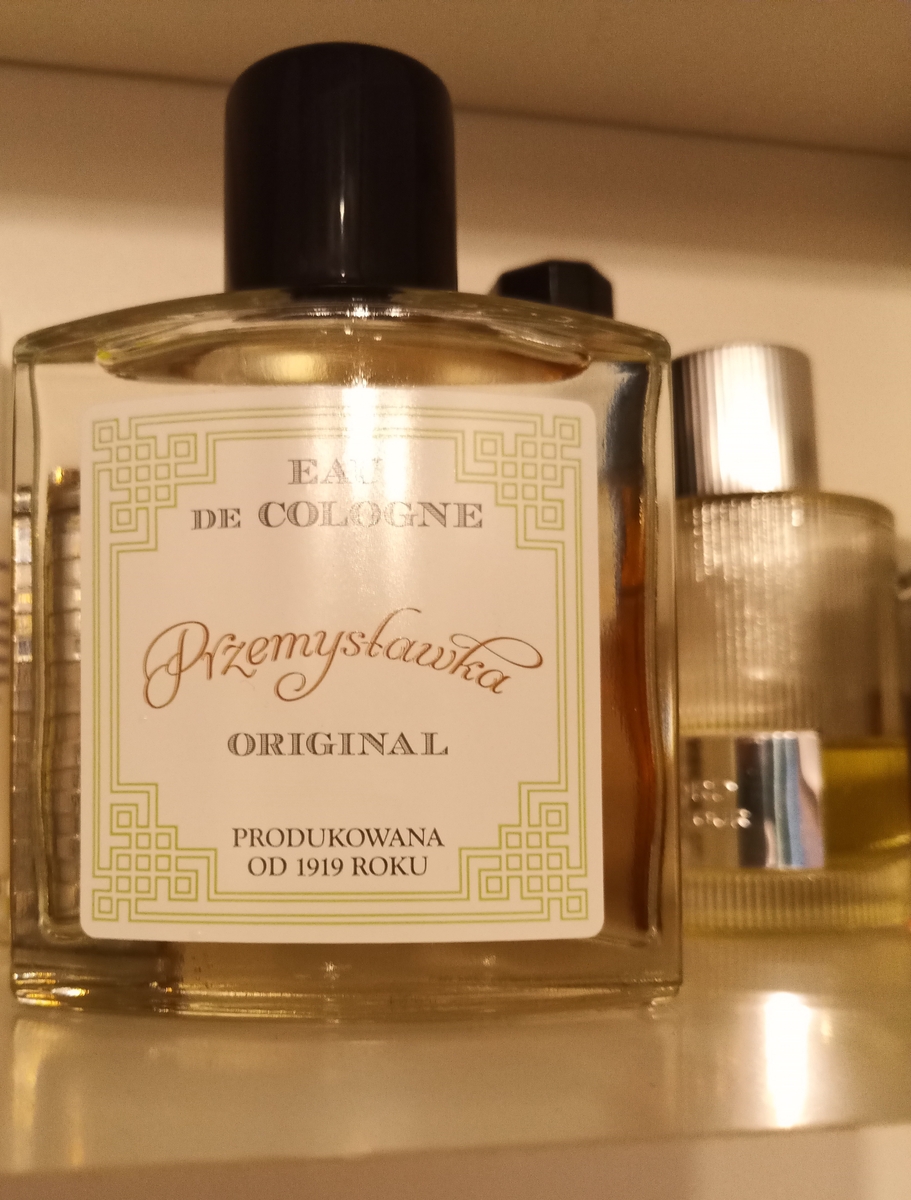 EAU
DE COLOGNE
Przemysławka
ORIGINAL
PRODUKOWANA
OD 1919 ROKU